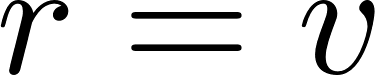 r = v